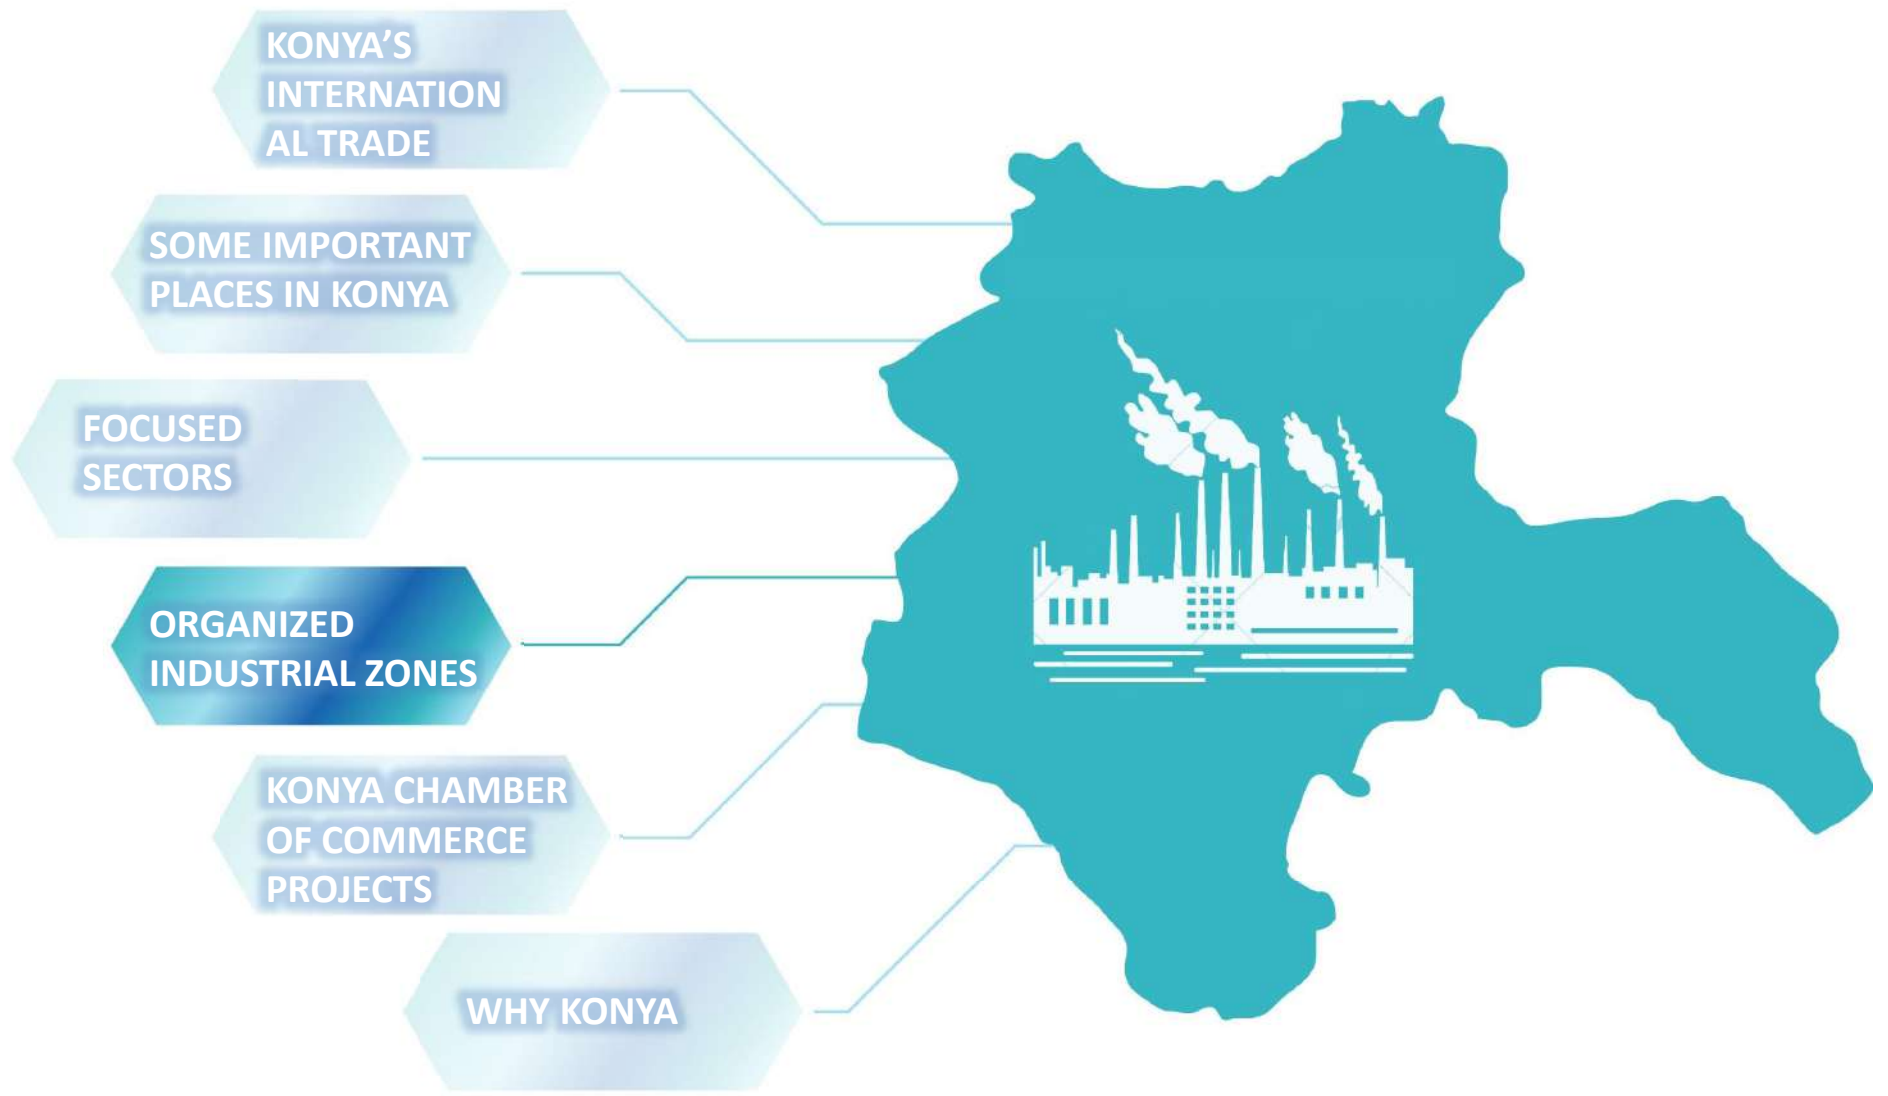 KONYA’S
INTERNATION
AL TRADE
SOME IMPORTANT
PLACES IN KONYA
FOCUSED
SECTORS
ORGANIZED
INDUSTRIAL ZONES
KONYA CHAMBER
OF COMMERCE
PROJECTS
WHY KONYA